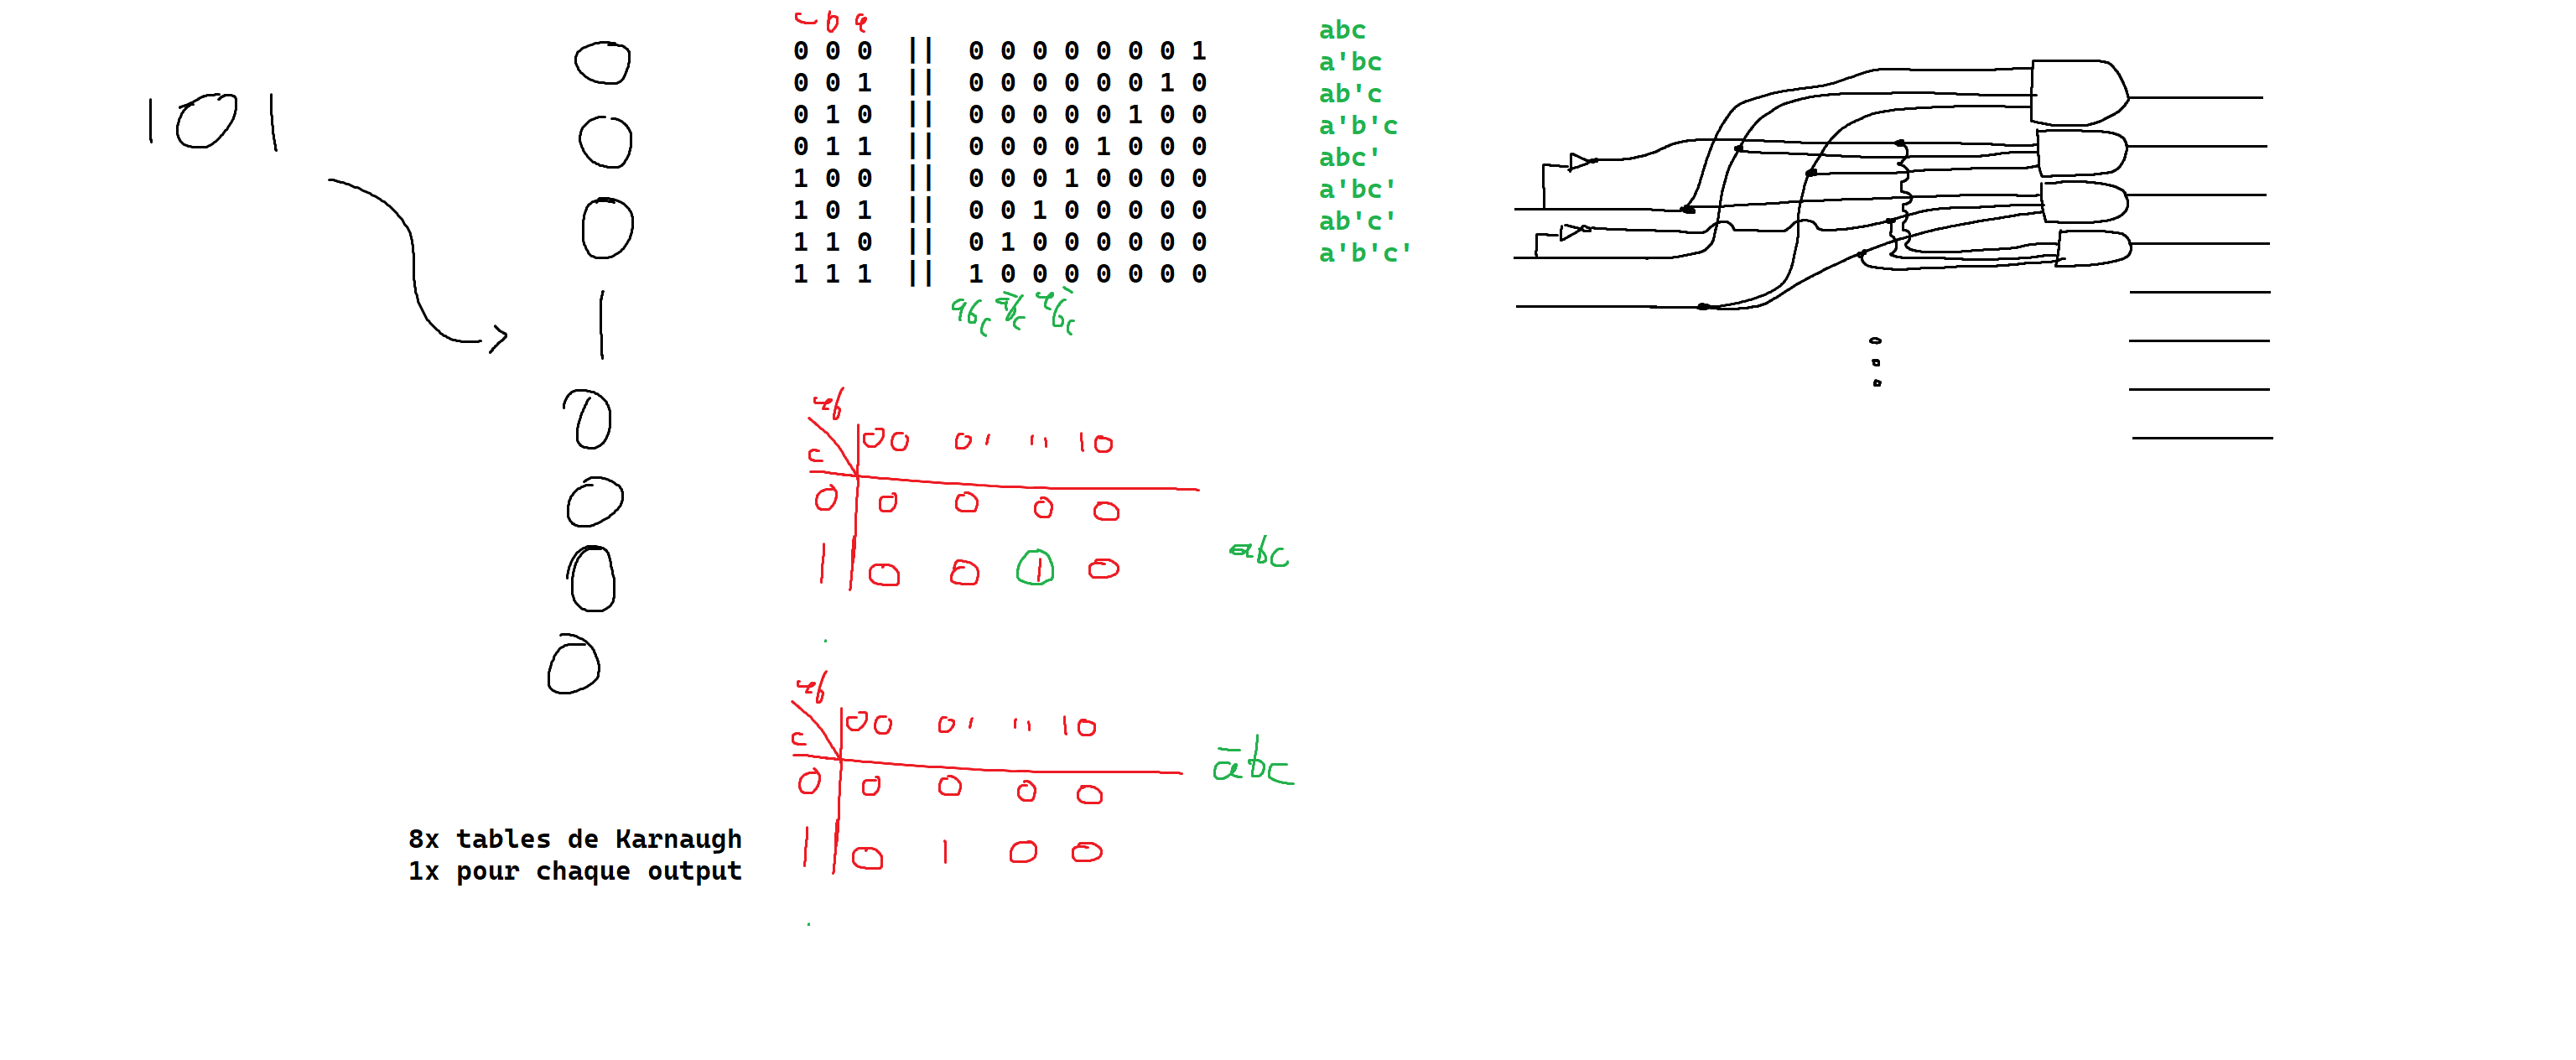 101
0
0
0
1
0
0
0
0
8x tables de Karnaugh
1x pour chaque output
c b a
0 0 0 || 0 0 0 0 0 0 0 1
0 0 1 || 0 0 0 0 0 0 1 0
0 1 0 || 0 0 0 0 0 1 0 0
0 1 1 || 0 0 0 0 1 0 0 0
1 0 0 || 0 0 0 1 0 0 0 0
1 0 1 || 0 0 1 0 0 0 0 0
1 1 0 || 0 1 0 0 0 0 0 0
1 1 1 || 1 0 0 0 0 0 0 0
abc a̅bc ab̅c
ab
c 00 01 11 10
0 0 0 0 0
1 0 0 1 0
abc
ab
c 00 01 11 10
0 0 0 0 0
1 0 1 0 0
a̅bc
abc
a'bc
ab'c
a'b'c
abc'
a'bc'
ab'c'
a'b'c'